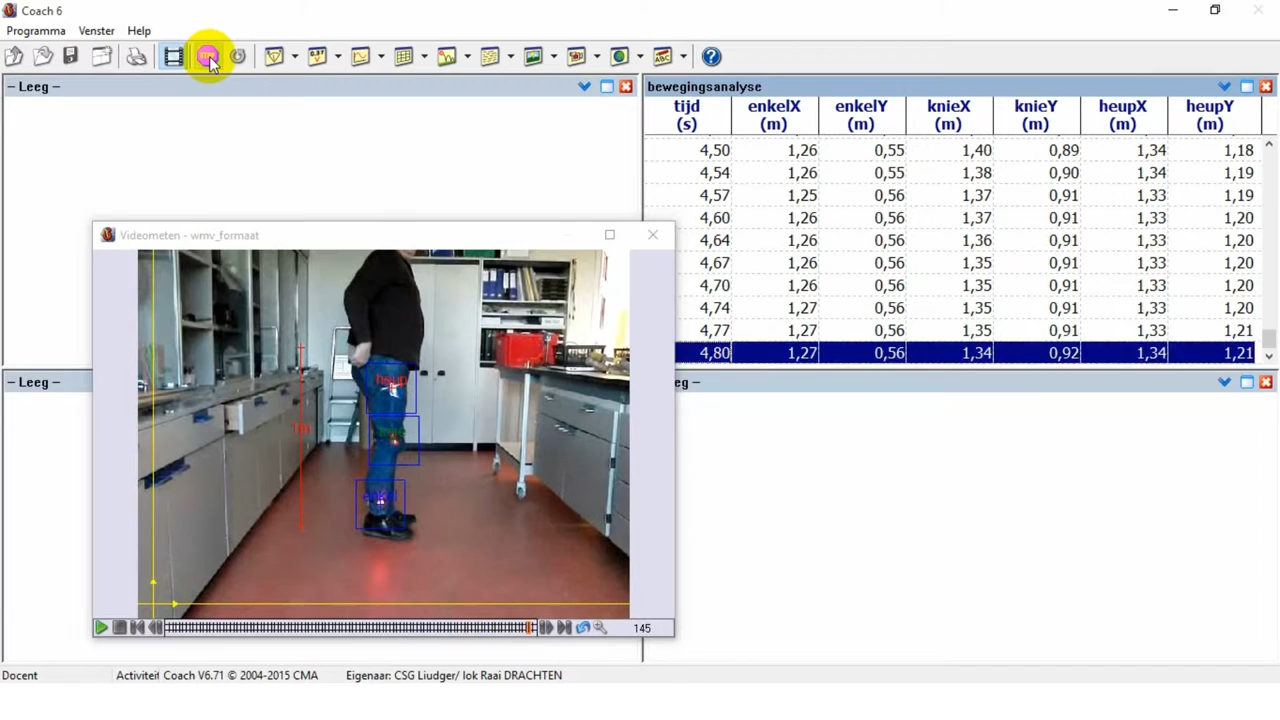 Coach 6
Programma Venster Help
– Leeg –
bewegingsanalyse
tijd enkelX enkelY knieX knieY heupX heupY
(s) (m) (m) (m) (m) (m) (m)
4,50 1,26 0,55 1,40 0,89 1,34 1,18
4,54 1,26 0,55 1,38 0,90 1,34 1,19
4,57 1,25 0,56 1,37 0,91 1,33 1,19
4,60 1,26 0,56 1,37 0,91 1,33 1,20
4,64 1,26 0,56 1,36 0,91 1,33 1,20
4,67 1,26 0,56 1,35 0,91 1,33 1,20
4,70 1,26 0,56 1,35 0,91 1,33 1,20
4,74 1,27 0,56 1,35 0,91 1,33 1,20
4,77 1,27 0,56 1,35 0,91 1,33 1,21
4,80 1,27 0,56 1,34 0,92 1,34 1,21
Videometen - wmv_formaat
heup
enkel
145
– Leeg –
eg –
Docent Activiteit Coach V6.71 © 2004-2015 CMA Eigenaar: CSG Liudger/ lok Raai DRACHTEN